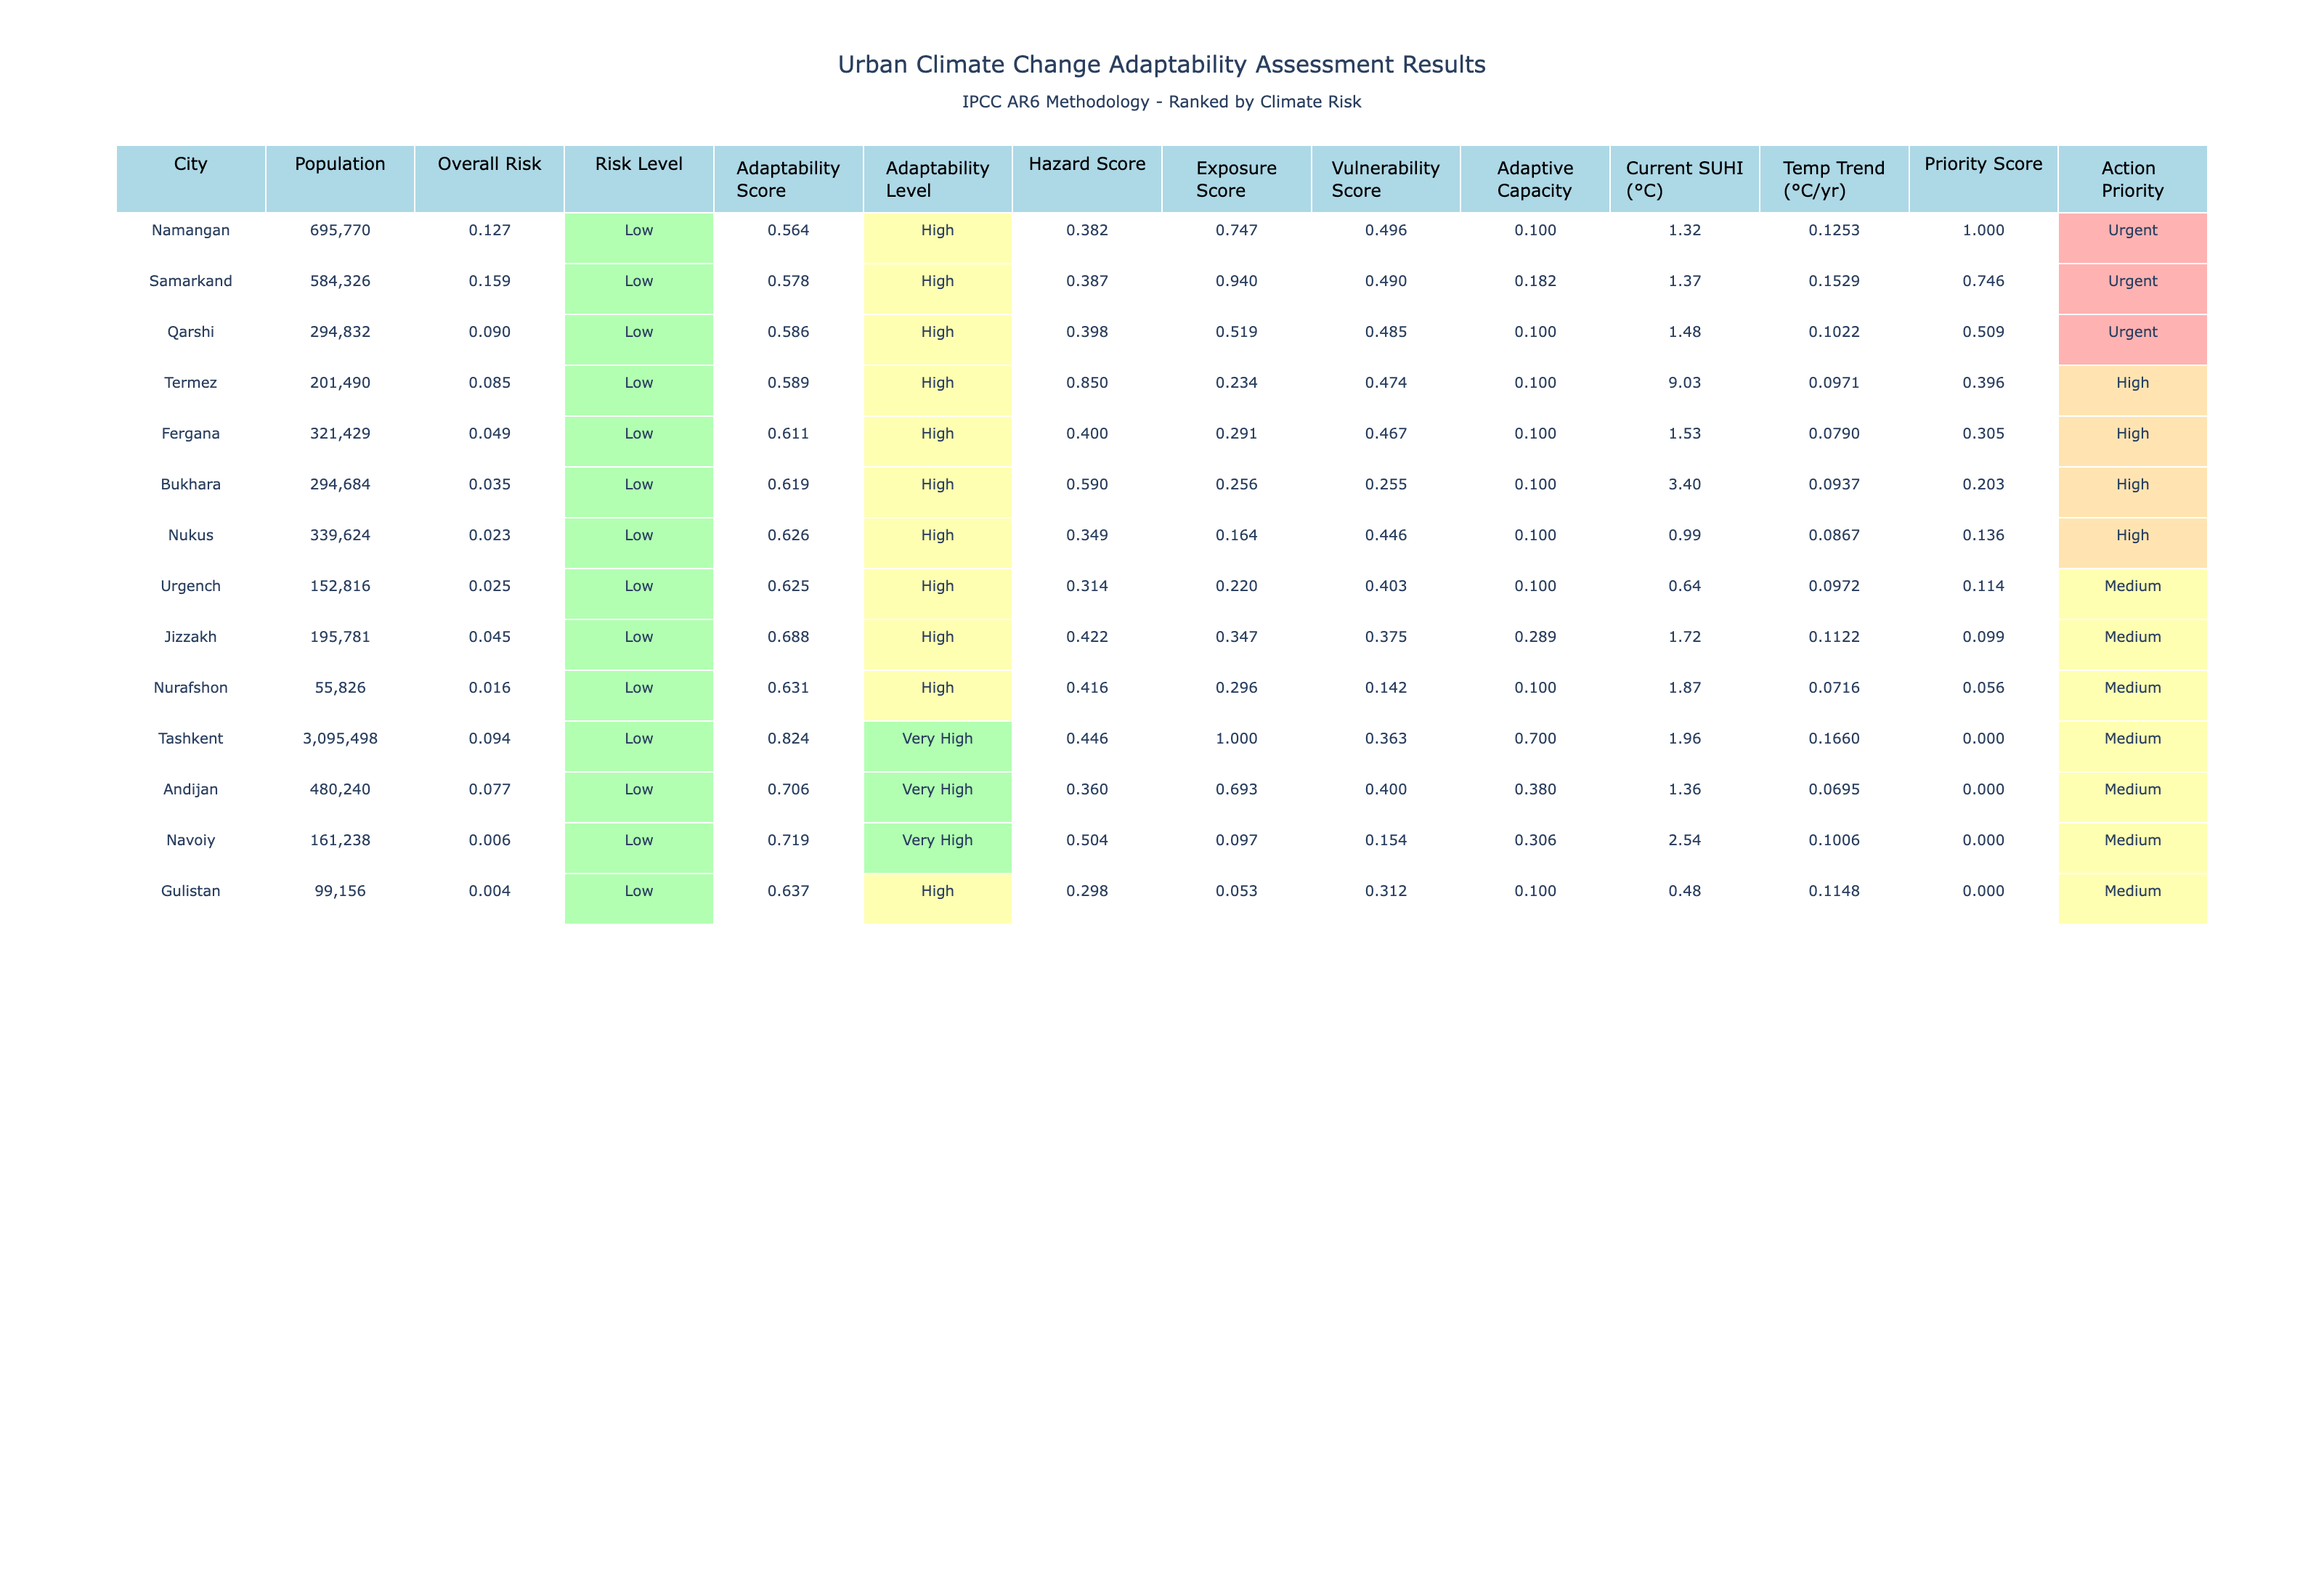 Urban Climate Change Adaptability Assessment Results
IPCC AR6 Methodology - Ranked by Climate Risk
City Population Overall Risk Risk Level Adaptability Score Adaptability Level Hazard Score Exposure Score Vulnerability Score Adaptive Capacity Current SUHI (°C) Temp Trend (°C/yr) Priority Score Action Priority
Namangan 695,770 0.127 Low 0.564 High 0.382 0.747 0.496 0.100 1.32 0.1253 1.000 Urgent
Samarkand 584,326 0.159 Low 0.578 High 0.387 0.940 0.490 0.182 1.37 0.1529 0.746 Urgent
Qarshi 294,832 0.090 Low 0.586 High 0.398 0.519 0.485 0.100 1.48 0.1022 0.509 Urgent
Termez 201,490 0.085 Low 0.589 High 0.850 0.234 0.474 0.100 9.03 0.0971 0.396 High
Fergana 321,429 0.049 Low 0.611 High 0.400 0.291 0.467 0.100 1.53 0.0790 0.305 High
Bukhara 294,684 0.035 Low 0.619 High 0.590 0.256 0.255 0.100 3.40 0.0937 0.203 High
Nukus 339,624 0.023 Low 0.626 High 0.349 0.164 0.446 0.100 0.99 0.0867 0.136 High
Urgench 152,816 0.025 Low 0.625 High 0.314 0.220 0.403 0.100 0.64 0.0972 0.114 Medium
Jizzakh 195,781 0.045 Low 0.688 High 0.422 0.347 0.375 0.289 1.72 0.1122 0.099 Medium
Nurafshon 55,826 0.016 Low 0.631 High 0.416 0.296 0.142 0.100 1.87 0.0716 0.056 Medium
Tashkent 3,095,498 0.094 Low 0.824 Very High 0.446 1.000 0.363 0.700 1.96 0.1660 0.000 Medium
Andijan 480,240 0.077 Low 0.706 Very High 0.360 0.693 0.400 0.380 1.36 0.0695 0.000 Medium
Navoiy 161,238 0.006 Low 0.719 Very High 0.504 0.097 0.154 0.306 2.54 0.1006 0.000 Medium
Gulistan 99,156 0.004 Low 0.637 High 0.298 0.053 0.312 0.100 0.48 0.1148 0.000 Medium